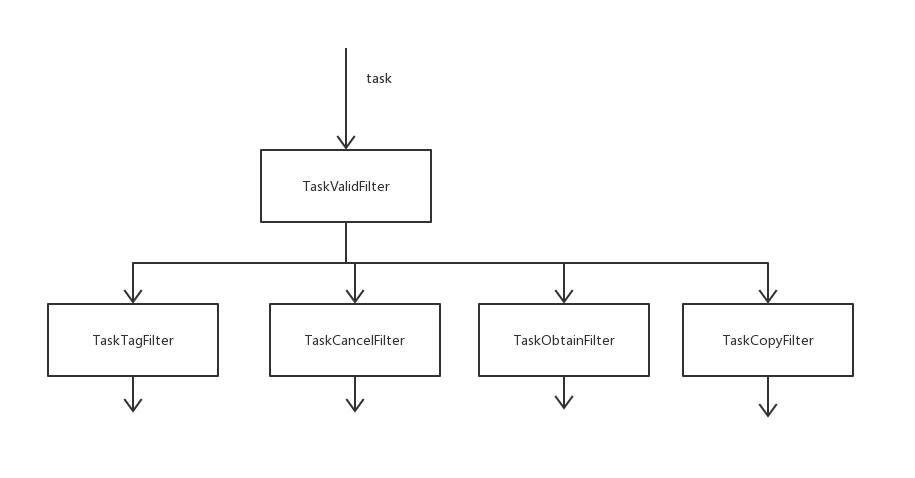 task
TaskValidFilter
TaskTagFilter
TaskCancelFilter
TaskObtainFilter
TaskCopyFilter